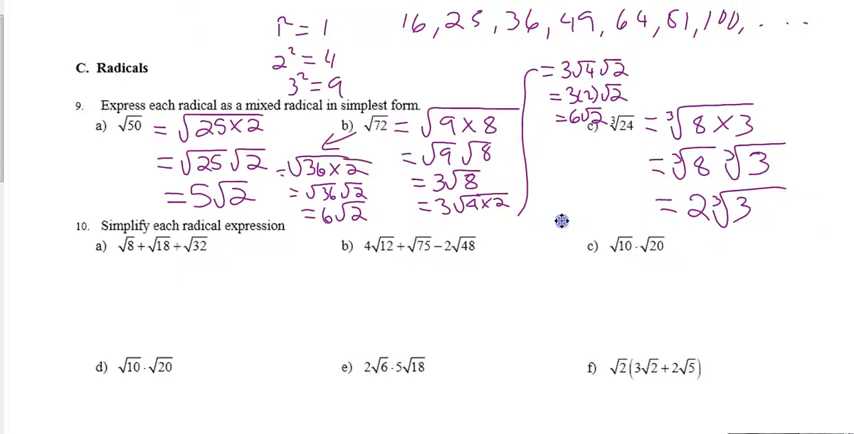 1² = 1 16, 25, 36, 49, 64, 81, 100, ....
2² = 4
3² = 9
C. Radicals
9. Express each radical as a mixed radical in simplest form.
a) √50 = √25×2
= √25 √2
= 5√2
b) √72 = √9×8
= √9 √8
= 3√8
= 3√4×2
= 3√4√2
= 3(2)√2
= 6√2
= √36×2
= √36√2
= 6√2
c) ∛24 = ∛8×3
= ∛8 ∛3
= 2∛3
10. Simplify each radical expression
a) √8 + √18 + √32 b) 4√12 + √75 − 2√48 c) √10 · √20
d) √10 · √20 e) 2√6 · 5√18 f) √2(3√2 + 2√5)